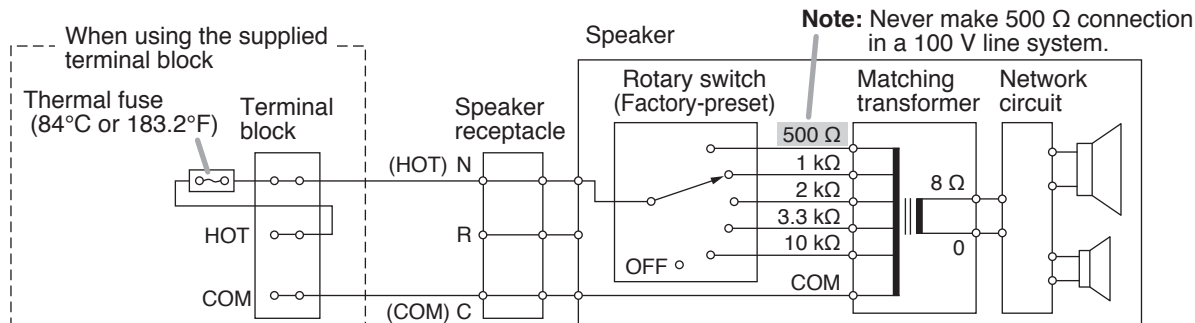 Note: Never make 500 Ω connection
in a 100 V line system.
When using the supplied
terminal block
Speaker
Thermal fuse
(84°C or 183.2°F)
Terminal
block
Speaker
receptacle
Rotary switch
(Factory-preset)
Matching
transformer
Network
circuit
500 Ω
(HOT) N
1 kΩ
2 kΩ
8 Ω
3.3 kΩ
HOT
R
10 kΩ
0
OFF
COM
COM
(COM) C